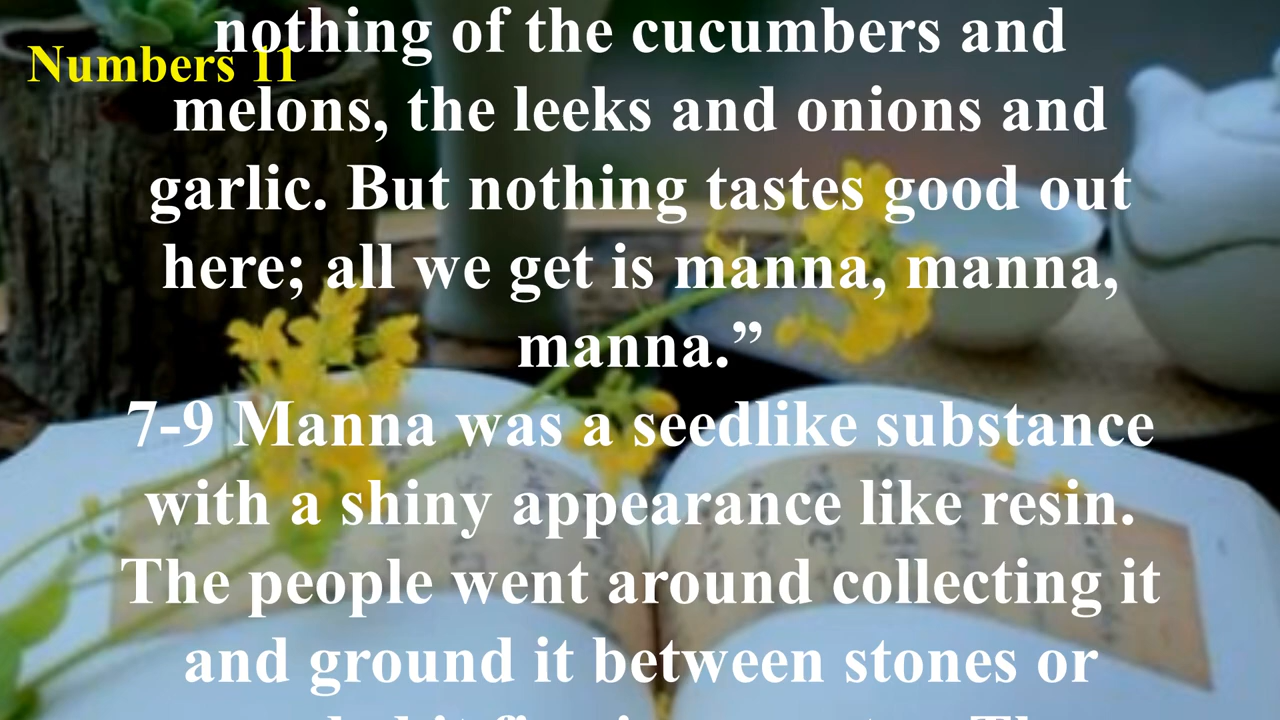 nothing of the cucumbers and
Numbers 11
melons, the leeks and onions and
garlic. But nothing tastes good out
here; all we get is manna, manna,
manna.”
7-9 Manna was a seedlike substance
with a shiny appearance like resin.
The people went around collecting it
and ground it between stones or